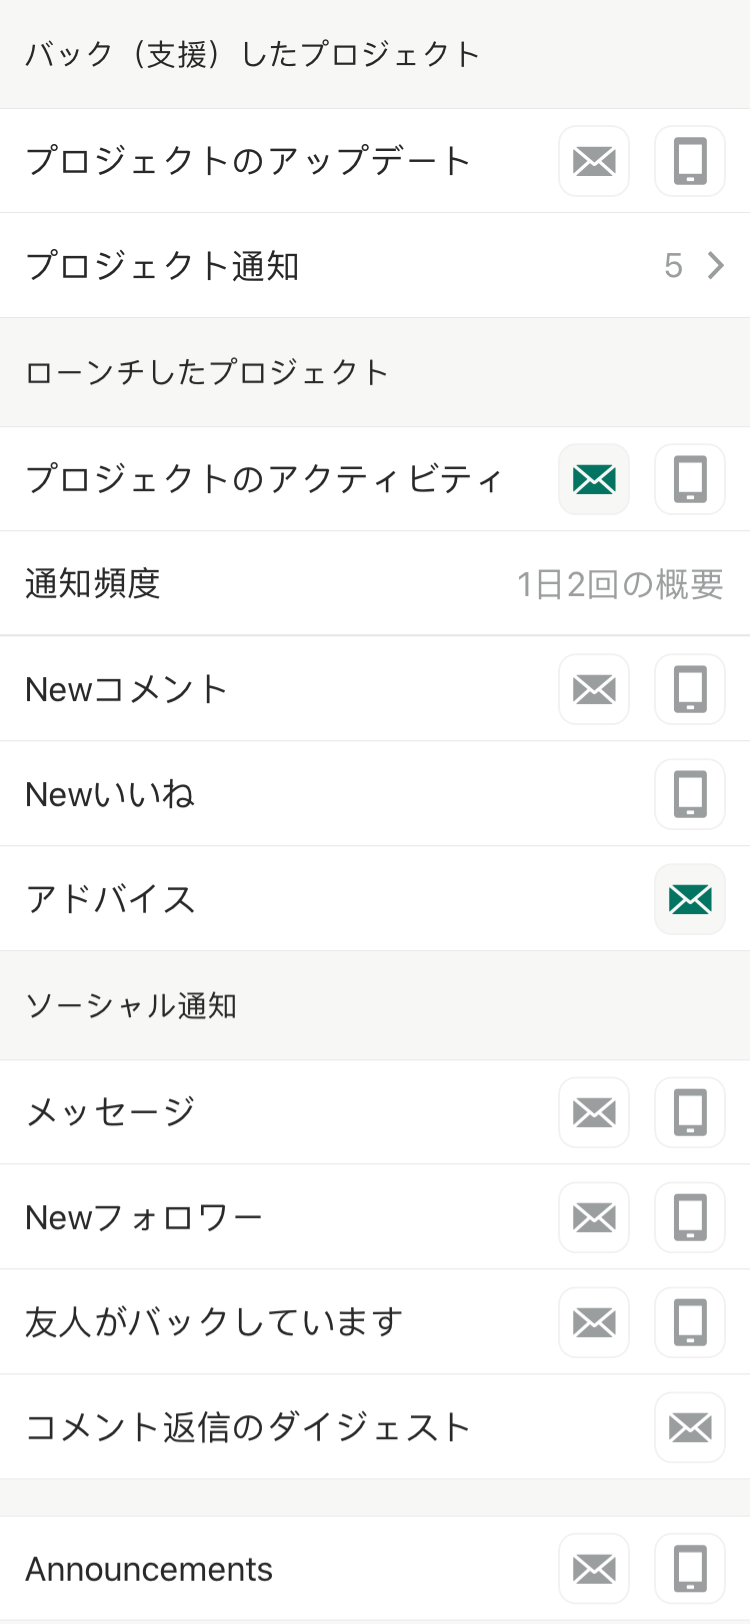 バック（支援）したプロジェクト
プロジェクトのアップデート
プロジェクト通知 5
ローンチしたプロジェクト
プロジェクトのアクティビティ
通知頻度 1日2回の概要
Newコメント
Newいいね
アドバイス
ソーシャル通知
メッセージ
Newフォロワー
友人がバックしています
コメント返信のダイジェスト
Announcements